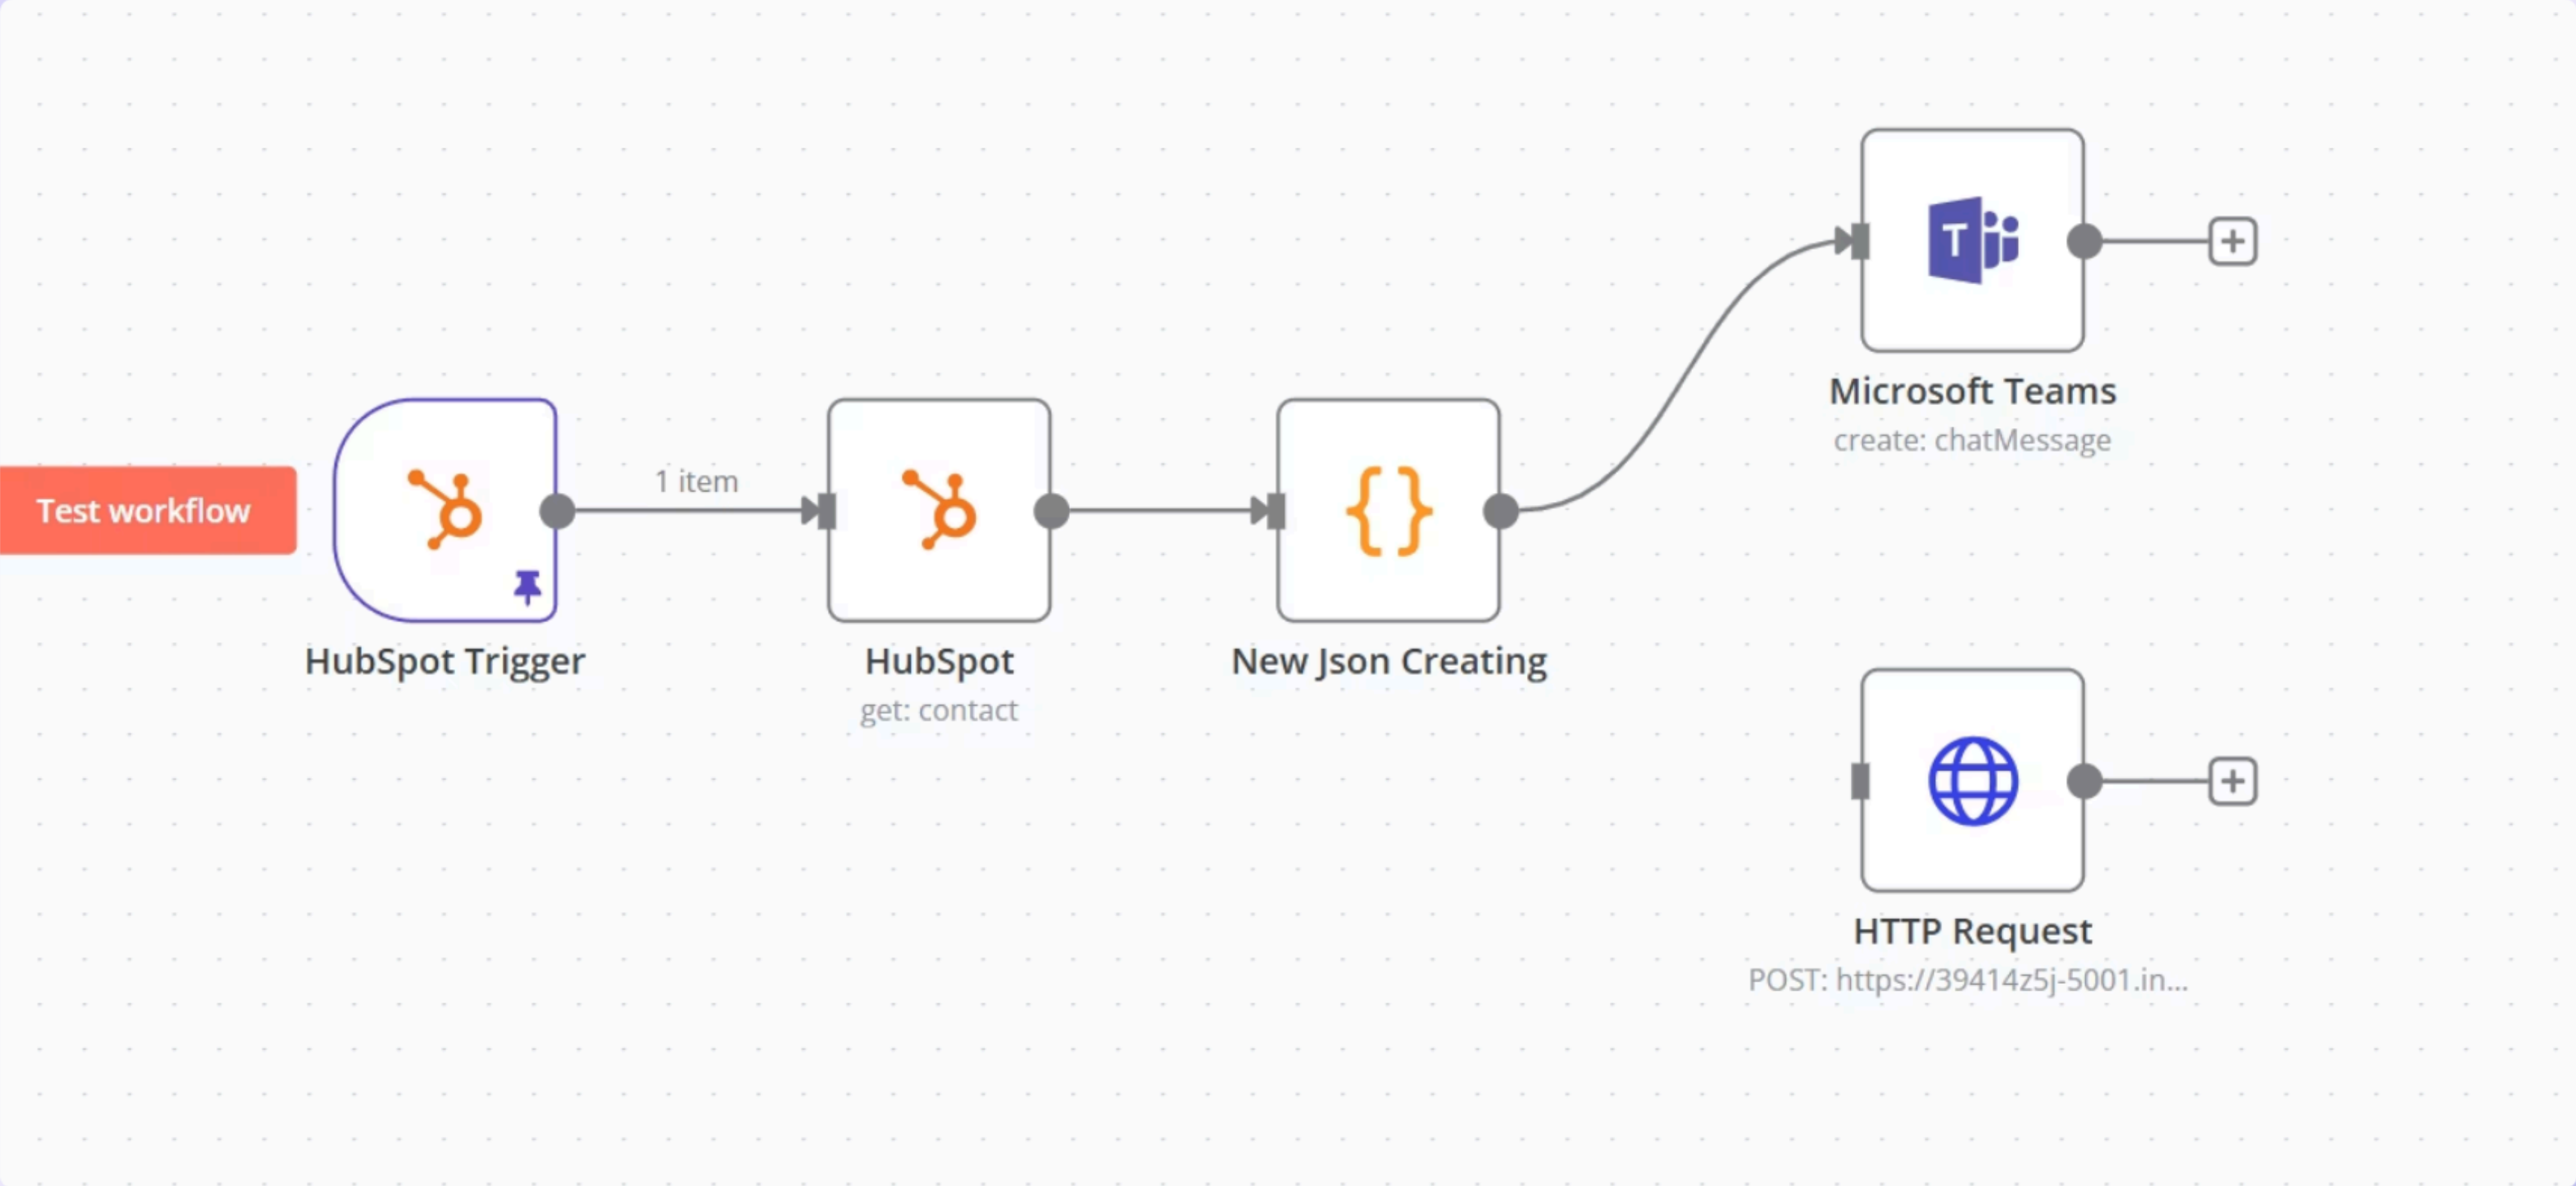 Test workflow
1 item
HubSpot Trigger
HubSpot
get: contact
New Json Creating
T
Microsoft Teams
create: chatMessage
HTTP Request
POST: https://39414z5j-5001.in...